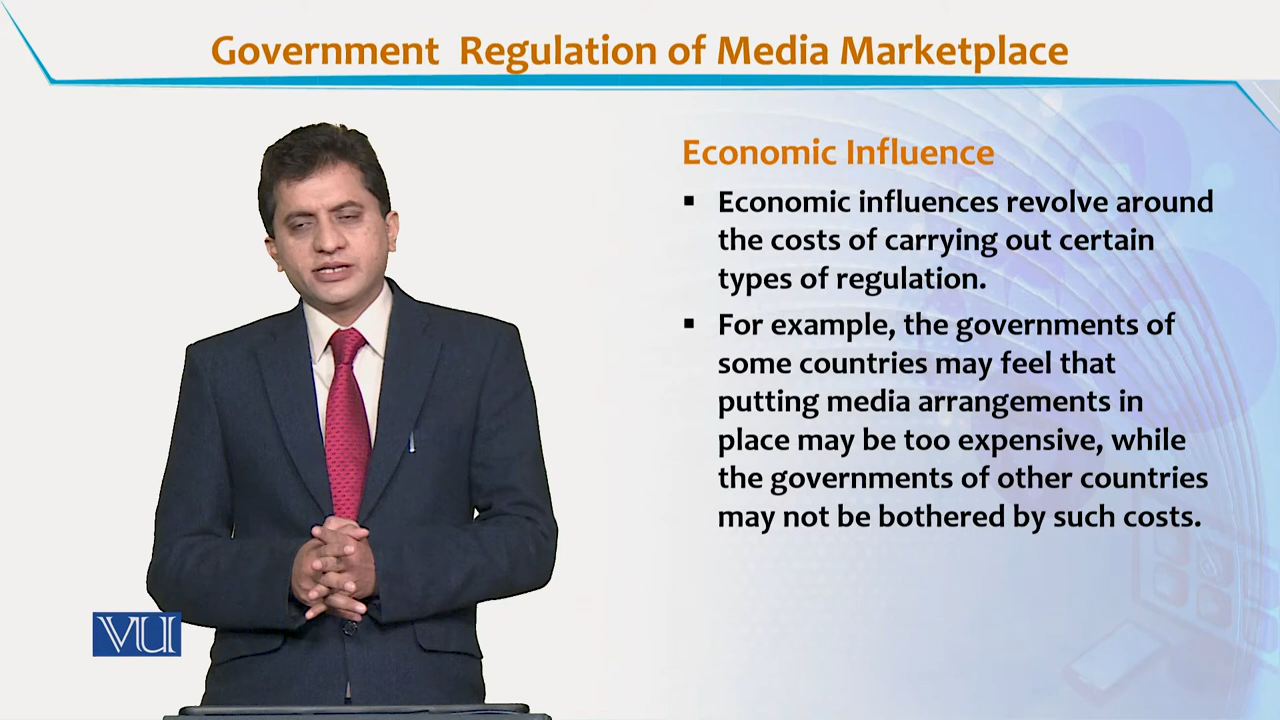 Government Regulation of Media Marketplace
Economic Influence
▪ Economic influences revolve around
the costs of carrying out certain
types of regulation.
▪ For example, the governments of
some countries may feel that
putting media arrangements in
place may be too expensive, while
the governments of other countries
may not be bothered by such costs.
VU